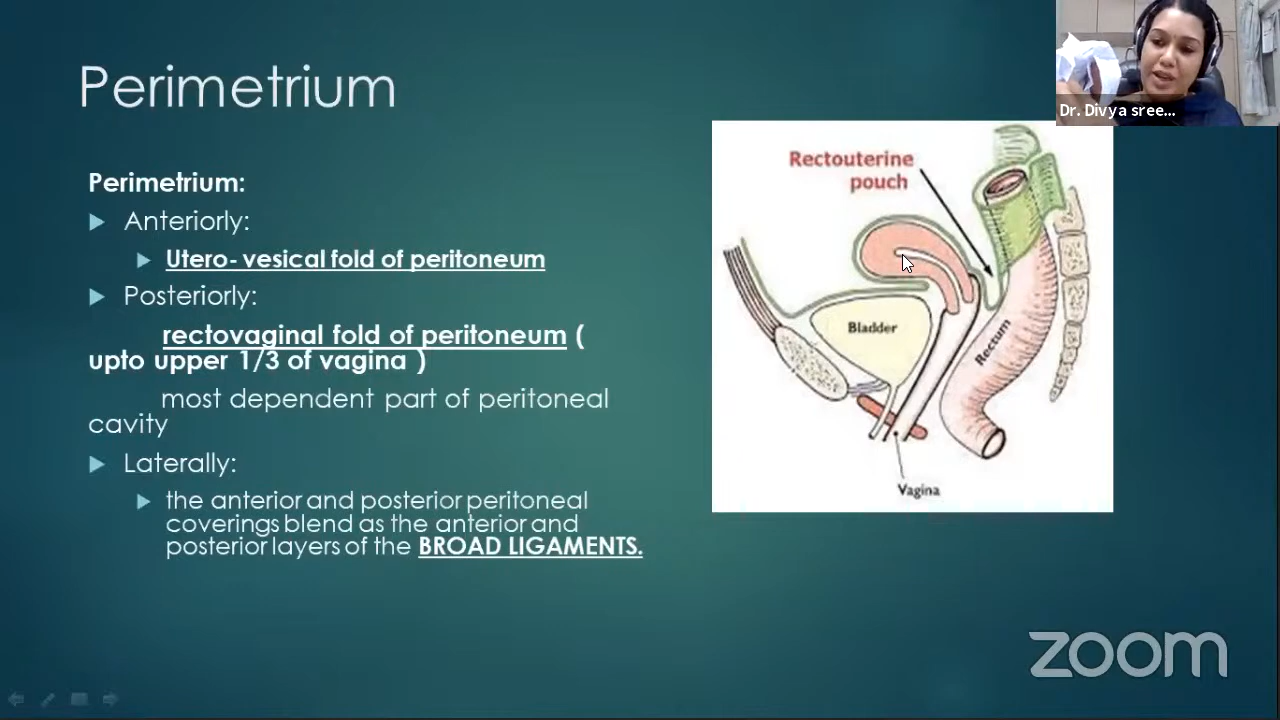 Perimetrium
Dr. Divya sree...
Perimetrium:
Anteriorly:
Utero- vesical fold of peritoneum
Posteriorly:
rectovaginal fold of peritoneum (
upto upper 1/3 of vagina )
most dependent part of peritoneal
cavity
Laterally:
the anterior and posterior peritoneal
coverings blend as the anterior and
posterior layers of the BROAD LIGAMENTS.
Rectouterine
pouch
Bladder
Rectum
Vagina
zoom